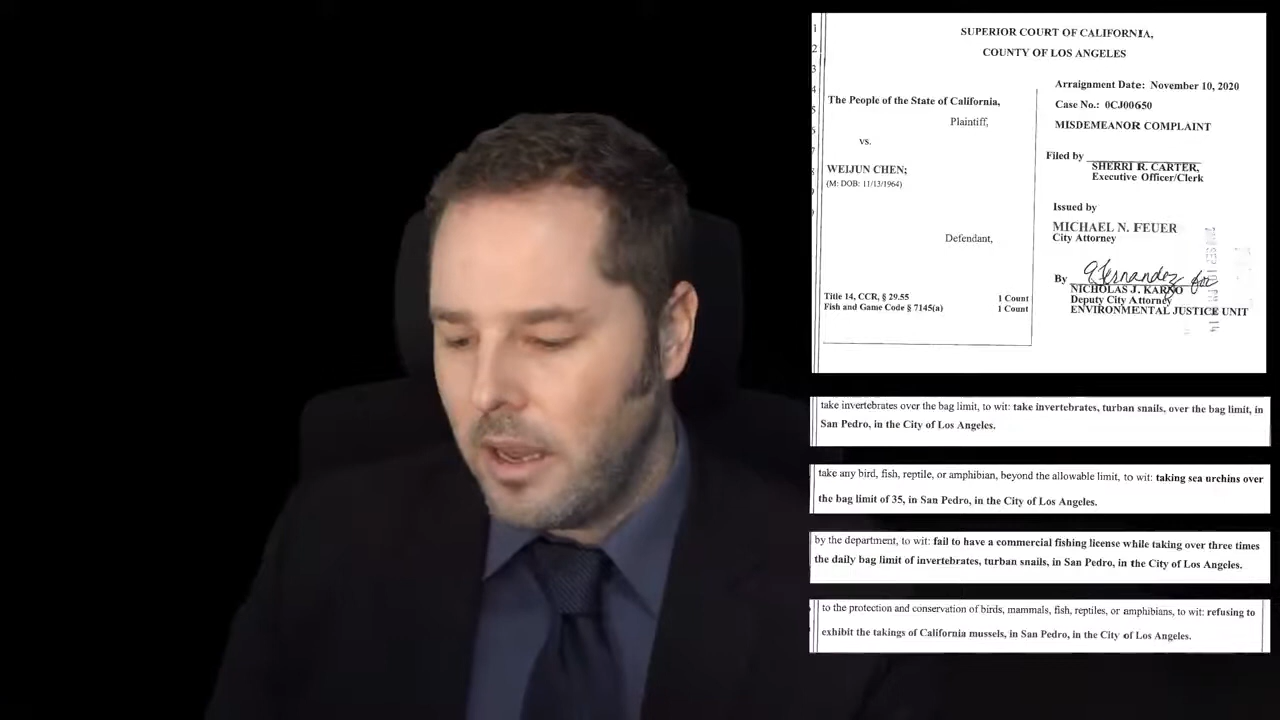 SUPERIOR COURT OF CALIFORNIA,
COUNTY OF LOS ANGELES
The People of the State of California,
Plaintiff,
vs.
WEIJUN CHEN;
(M: DOB: 11/13/1964)
Defendant,
Title 14, CCR, § 29.55 1 Count
Fish and Game Code § 7145(a) 1 Count
Arraignment Date: November 10, 2020
Case No.: 0CJ00650
MISDEMEANOR COMPLAINT
Filed by
SHERRI R. CARTER,
Executive Officer/Clerk
Issued by
MICHAEL N. FEUER
City Attorney
By
NICHOLAS J. KARNO
Deputy City Attorney
ENVIRONMENTAL JUSTICE UNIT
take invertebrates over the bag limit, to wit: take invertebrates, turban snails, over the bag limit, in
San Pedro, in the City of Los Angeles.
take any bird, fish, reptile, or amphibian, beyond the allowable limit, to wit: taking sea urchins over
the bag limit of 35, in San Pedro, in the City of Los Angeles.
by the department, to wit: fail to have a commercial fishing license while taking over three times
the daily bag limit of invertebrates, turban snails, in San Pedro, in the City of Los Angeles.
to the protection and conservation of birds, mammals, fish, reptiles, or amphibians, to wit: refusing to
exhibit the takings of California mussels, in San Pedro, in the City of Los Angeles.